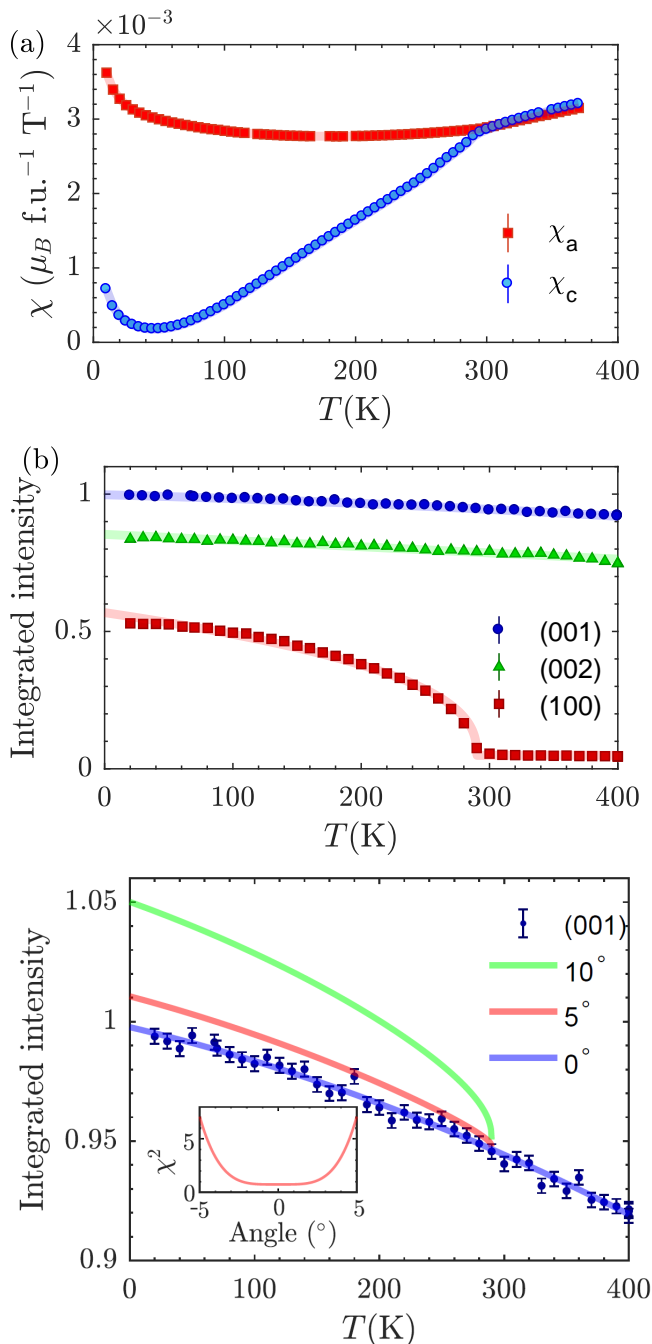 (a)
×10⁻³
4
3
2
1
0
χ (μ_B f.u.⁻¹ T⁻¹)
χ_a
χ_c
0 100 200 300 400
T(K)
(b)
1
0.5
0
Integrated intensity
(001)
(002)
(100)
0 100 200 300 400
T(K)
1.05
1
0.95
0.9
Integrated intensity
(001)
10°
5°
0°
5
0
χ²
-5 0 5
Angle (°)
0 100 200 300 400
T(K)